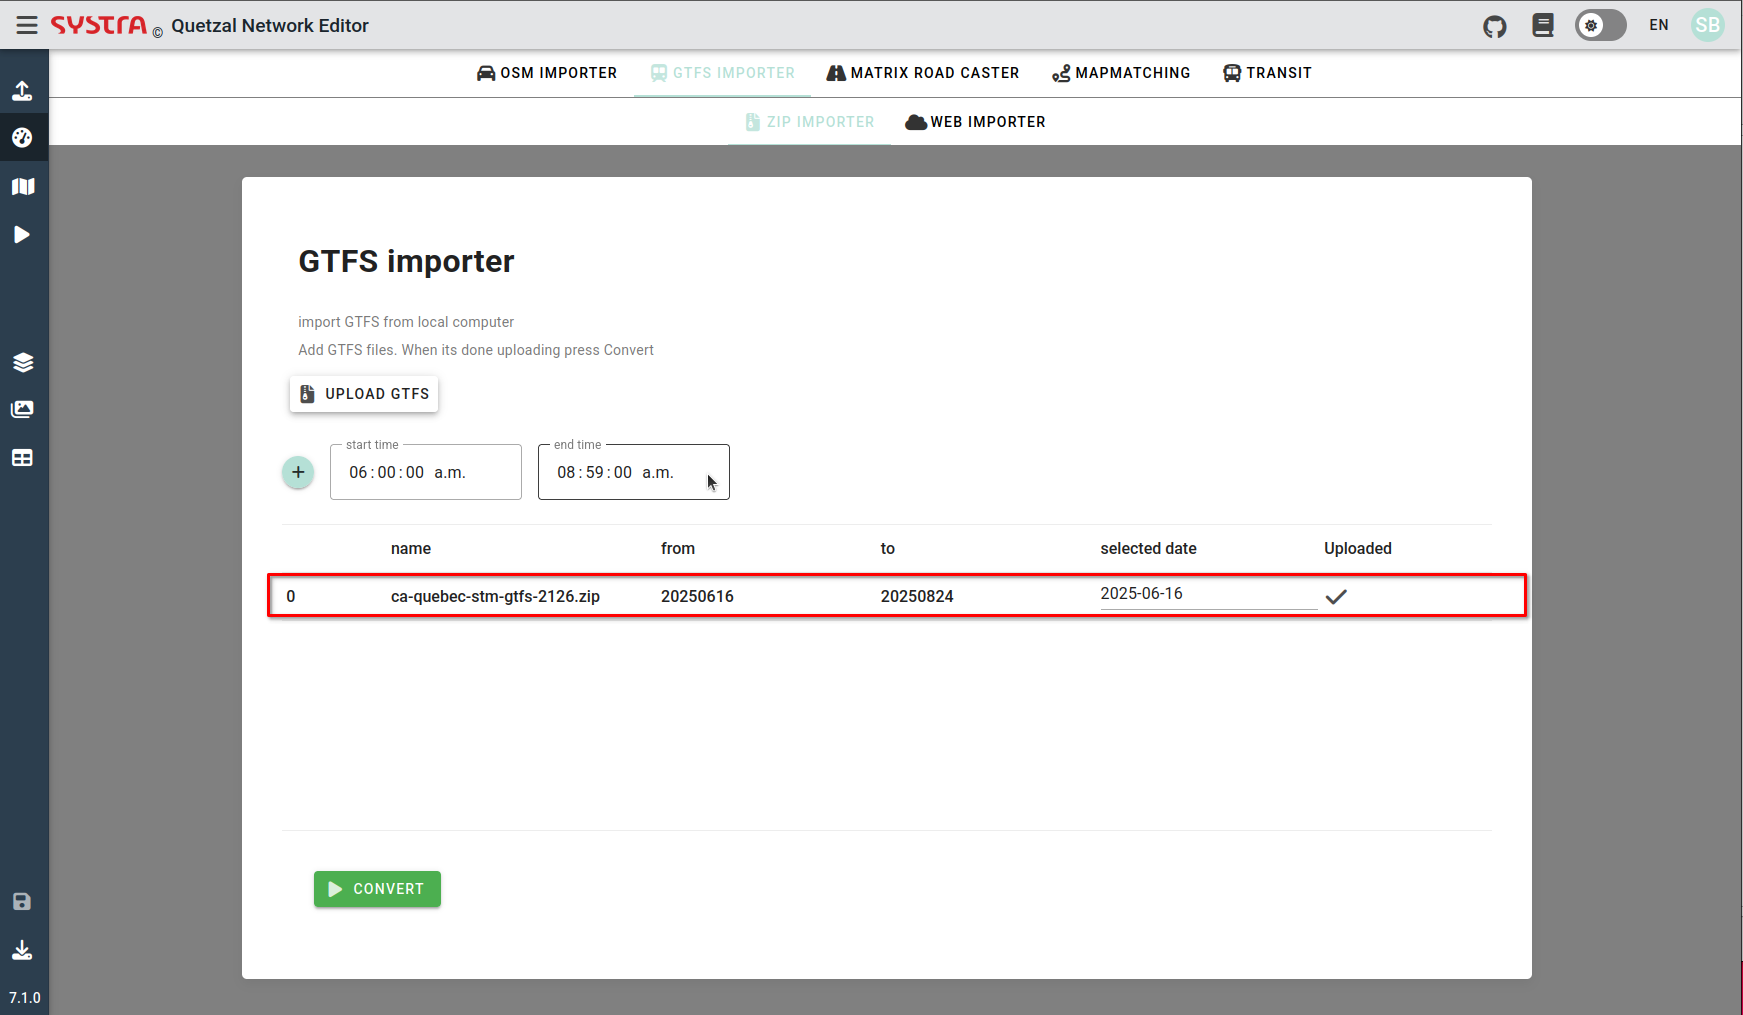 SYSTRA © Quetzal Network Editor EN SB
OSM IMPORTER GTFS IMPORTER MATRIX ROAD CASTER MAPMATCHING TRANSIT
ZIP IMPORTER WEB IMPORTER
GTFS importer
import GTFS from local computer
Add GTFS files. When its done uploading press Convert
UPLOAD GTFS
start time end time
+ 06:00:00 a.m. 08:59:00 a.m.
name from to selected date Uploaded
0 ca-quebec-stm-gtfs-2126.zip 20250616 20250824 2025-06-16
CONVERT
7.1.0